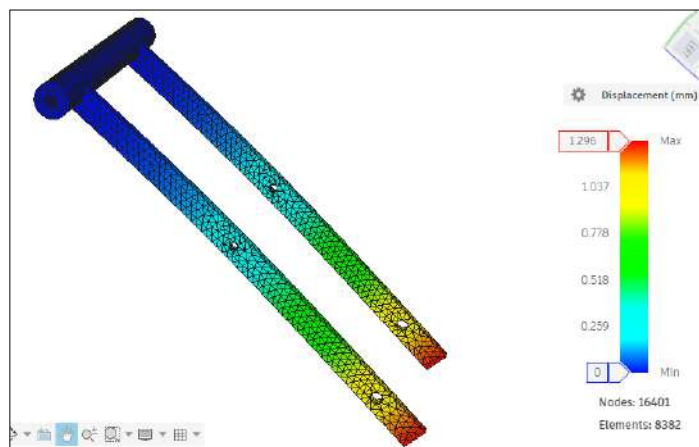 Displacement (mm)
1.296 Max
1.037
0.778
0.518
0.259
0 Min
Nodes: 16401
Elements: 8382